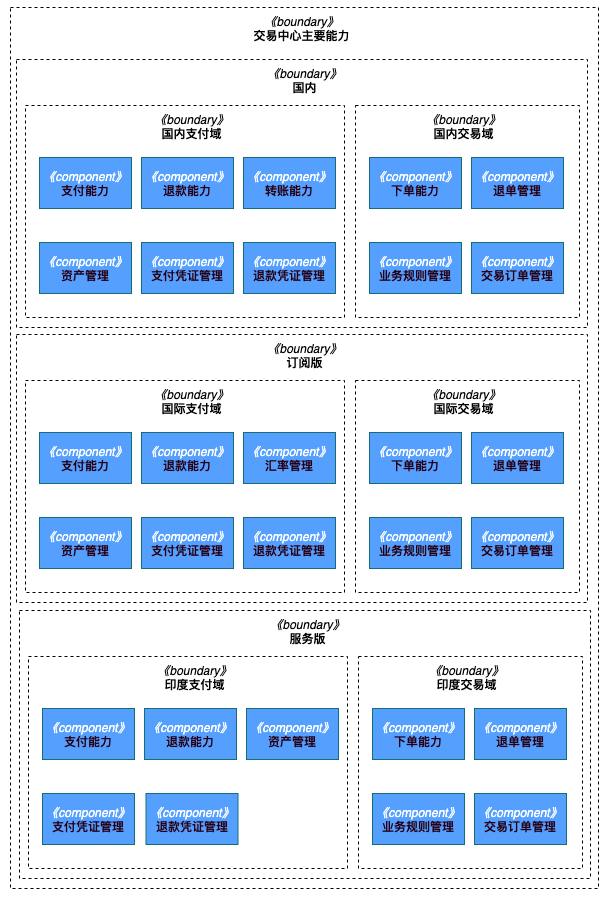 《boundary》
交易中心主要能力
《boundary》
国内
《boundary》
国内支付域
《component》
支付能力
《component》
退款能力
《component》
转账能力
《component》
资产管理
《component》
支付凭证管理
《component》
退款凭证管理
《boundary》
国内交易域
《component》
下单能力
《component》
退单管理
《component》
业务规则管理
《component》
交易订单管理
《boundary》
订阅版
《boundary》
国际支付域
《component》
支付能力
《component》
退款能力
《component》
汇率管理
《component》
资产管理
《component》
支付凭证管理
《component》
退款凭证管理
《boundary》
国际交易域
《component》
下单能力
《component》
退单管理
《component》
业务规则管理
《component》
交易订单管理
《boundary》
服务版
《boundary》
印度支付域
《component》
支付能力
《component》
退款能力
《component》
资产管理
《component》
支付凭证管理
《component》
退款凭证管理
《boundary》
印度交易域
《component》
下单能力
《component》
退单管理
《component》
业务规则管理
《component》
交易订单管理